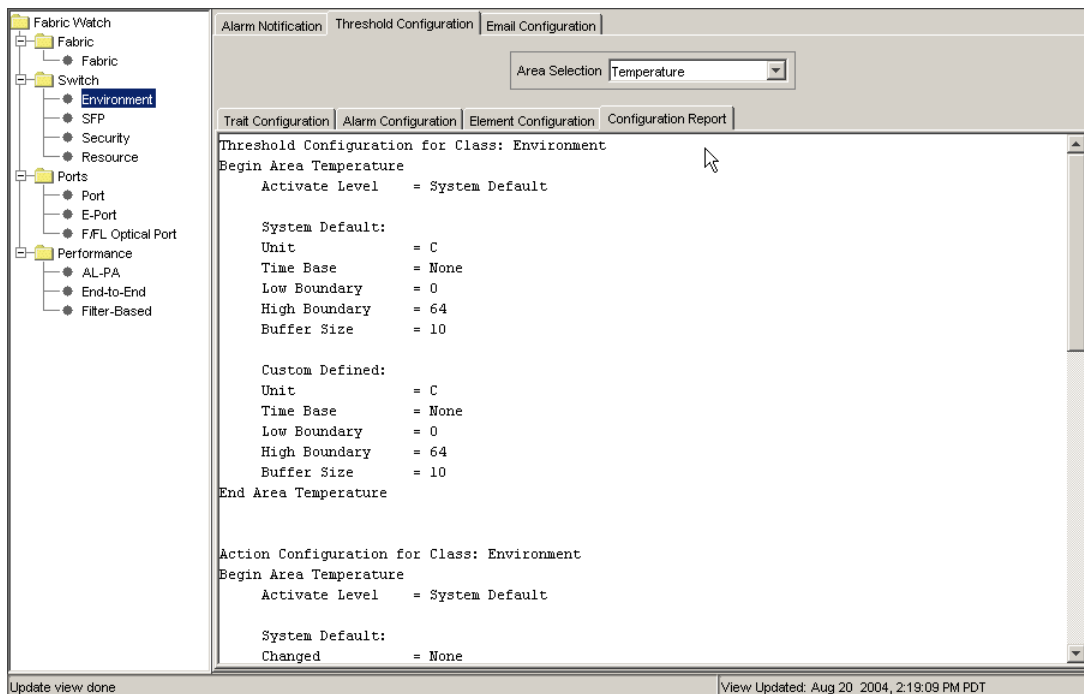 Fabric Watch
Fabric
Fabric
Switch
Environment
SFP
Security
Resource
Ports
Port
E-Port
F/FL Optical Port
Performance
AL-PA
End-to-End
Filter-Based
Alarm Notification Threshold Configuration Email Configuration
Area Selection Temperature
Trait Configuration Alarm Configuration Element Configuration Configuration Report
Threshold Configuration for Class: Environment
Begin Area Temperature
Activate Level = System Default
System Default:
Unit = C
Time Base = None
Low Boundary = 0
High Boundary = 64
Buffer Size = 10
Custom Defined:
Unit = C
Time Base = None
Low Boundary = 0
High Boundary = 64
Buffer Size = 10
End Area Temperature
Action Configuration for Class: Environment
Begin Area Temperature
Activate Level = System Default
System Default:
Changed = None
Update view done
View Updated: Aug 20 2004, 2:19:09 PM PDT